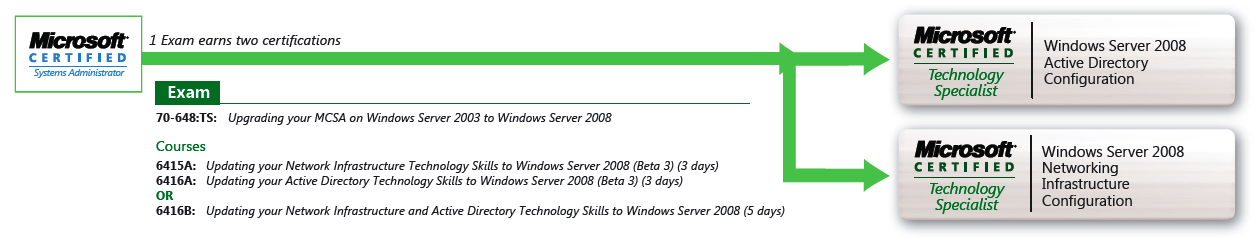 Microsoft
CERTIFIED
Systems Administrator
1 Exam earns two certifications
Exam
70-648:TS: Upgrading your MCSA on Windows Server 2003 to Windows Server 2008
Courses
6415A: Updating your Network Infrastructure Technology Skills to Windows Server 2008 (Beta 3) (3 days)
6416A: Updating your Active Directory Technology Skills to Windows Server 2008 (Beta 3) (3 days)
OR
6416B: Updating your Network Infrastructure and Active Directory Technology Skills to Windows Server 2008 (5 days)
Microsoft
CERTIFIED
Technology
Specialist
Windows Server 2008
Active Directory
Configuration
Microsoft
CERTIFIED
Technology
Specialist
Windows Server 2008
Networking
Infrastructure
Configuration